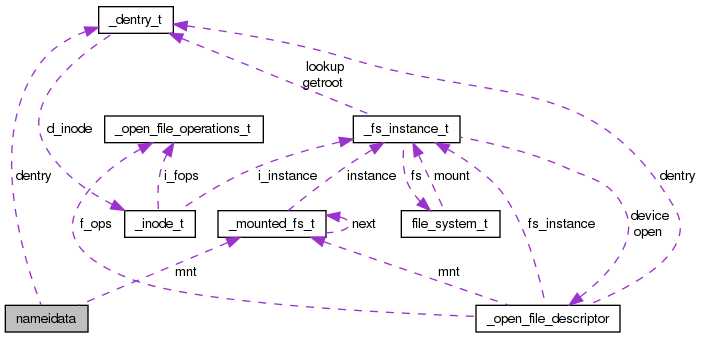 _dentry_t
lookup
getroot
d_inode
_open_file_operations_t
_fs_instance_t
dentry
i_fops
i_instance
instance
fs
mount
dentry
f_ops
_inode_t
_mounted_fs_t
next
file_system_t
fs_instance
device
open
mnt
mnt
nameidata
_open_file_descriptor